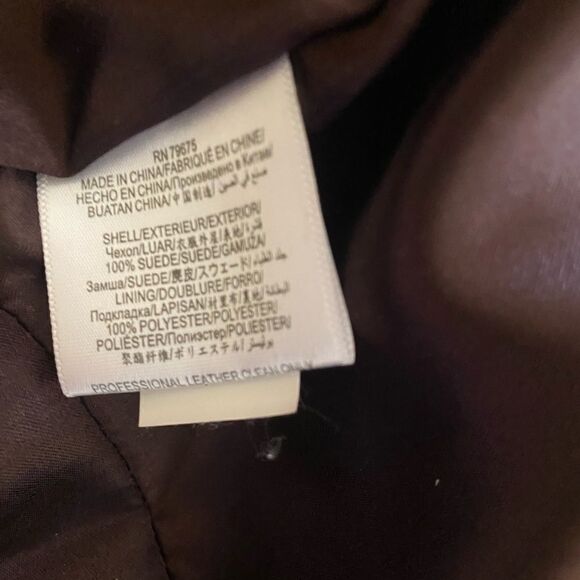 RN 79675
MADE IN CHINA/FABRIQUÉ EN CHINE/
HECHO EN CHINA/Произведено в Китае/
BUATAN CHINA/中国制造/صنع في الصين
SHELL/EXTERIEUR/EXTERIOR/
Чехол/LUAR/衣服外层/表地/قشرة/
100% SUEDE/SUEDE/GAMUZA/
Замша/SUEDE/麂皮/スウェード/جلد الظباء/
LINING/DOUBLURE/FORRO/
Подкладка/LAPISAN/衬里布/裏地/البطانة/
100% POLYESTER/POLYESTER/
POLIÉSTER/Полиэстер/POLIESTER/
聚酯纤维/ポリエステル/بوليستر
PROFESSIONAL LEATHER CLEAN ONLY